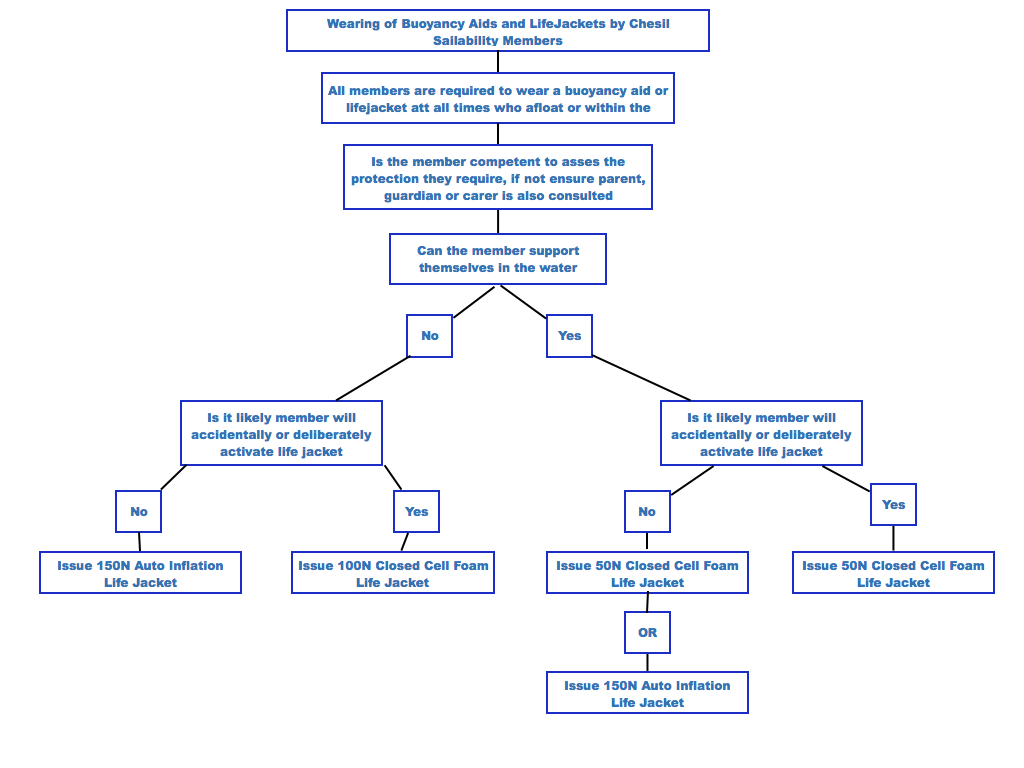 Wearing of Buoyancy Aids and LifeJackets by Chesil
Sailability Members
All members are required to wear a buoyancy aid or
lifejacket att all times who afloat or within the
Is the member competent to asses the
protection they require, if not ensure parent,
guardian or carer is also consulted
Can the member support
themselves in the water
No
Yes
Is it likely member will
accidentally or deliberately
activate life jacket
Is it likely member will
accidentally or deliberately
activate life jacket
No
Yes
No
Yes
Issue 150N Auto Inflation
Life Jacket
Issue 100N Closed Cell Foam
Life Jacket
Issue 50N Closed Cell Foam
Life Jacket
Issue 50N Closed Cell Foam
Life Jacket
OR
Issue 150N Auto Inflation
Life Jacket